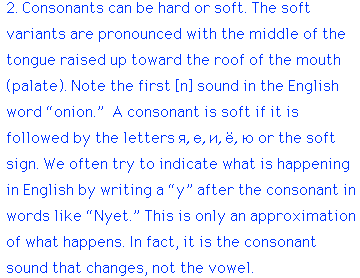 2. Consonants can be hard or soft. The soft
variants are pronounced with the middle of the
tongue raised up toward the roof of the mouth
(palate). Note the first [n] sound in the English
word “onion.”  A consonant is soft if it is
followed by the letters я, е, и, ё, ю or the soft
sign. We often try to indicate what is happening
in English by writing a “y” after the consonant in
words like “Nyet.” This is only an approximation
of what happens. In fact, it is the consonant
sound that changes, not the vowel.